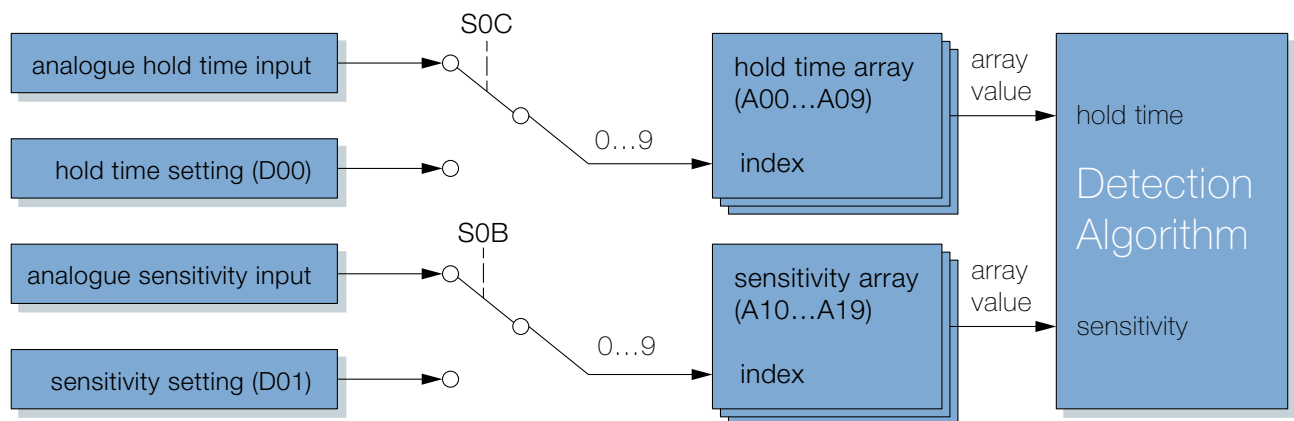 S0C
analogue hold time input
hold time setting (D00)
0...9
hold time array
(A00...A09)
index
array
value
hold time
Detection
Algorithm
S0B
analogue sensitivity input
sensitivity setting (D01)
0...9
sensitivity array
(A10...A19)
index
array
value
sensitivity